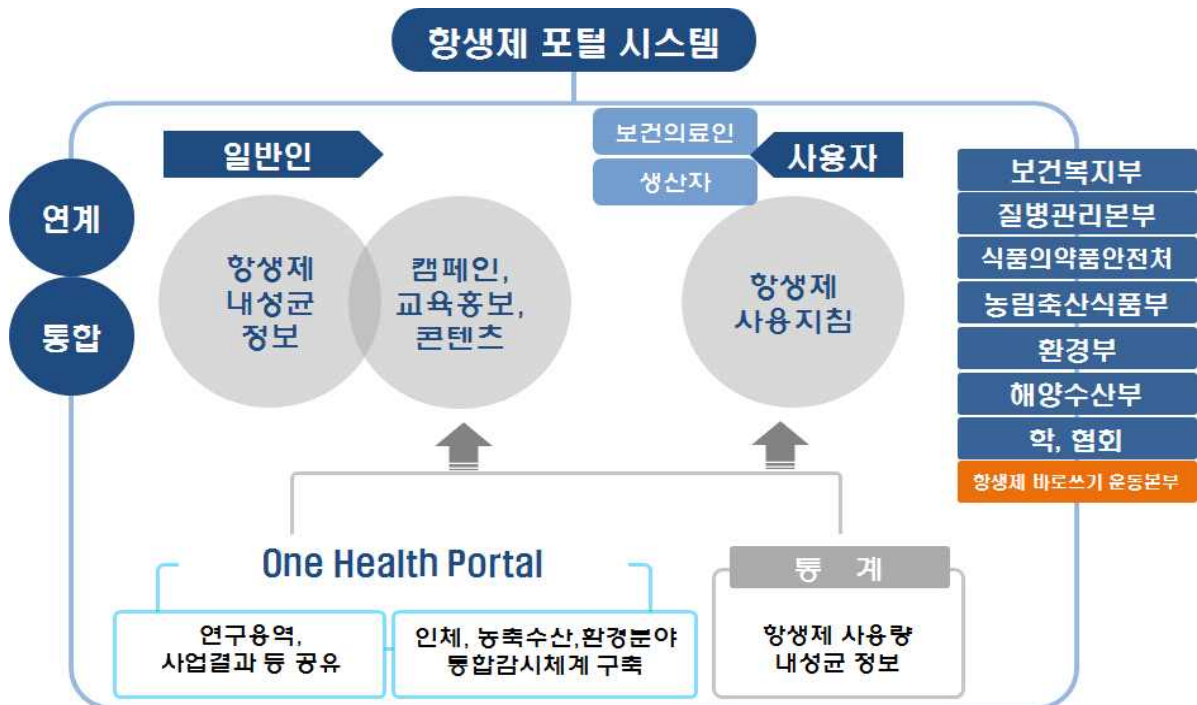 항생제 포털 시스템
일반인
보건의료인
생산자
사용자
연계
통합
항생제
내성균
정보
캠페인,
교육홍보,
콘텐츠
항생제
사용지침
보건복지부
질병관리본부
식품의약품안전처
농림축산식품부
환경부
해양수산부
학, 협회
항생제 바로쓰기 운동본부
One Health Portal
연구용역,
사업결과 등 공유
인체, 농축수산,환경분야
통합감시체계 구축
통 계
항생제 사용량
내성균 정보